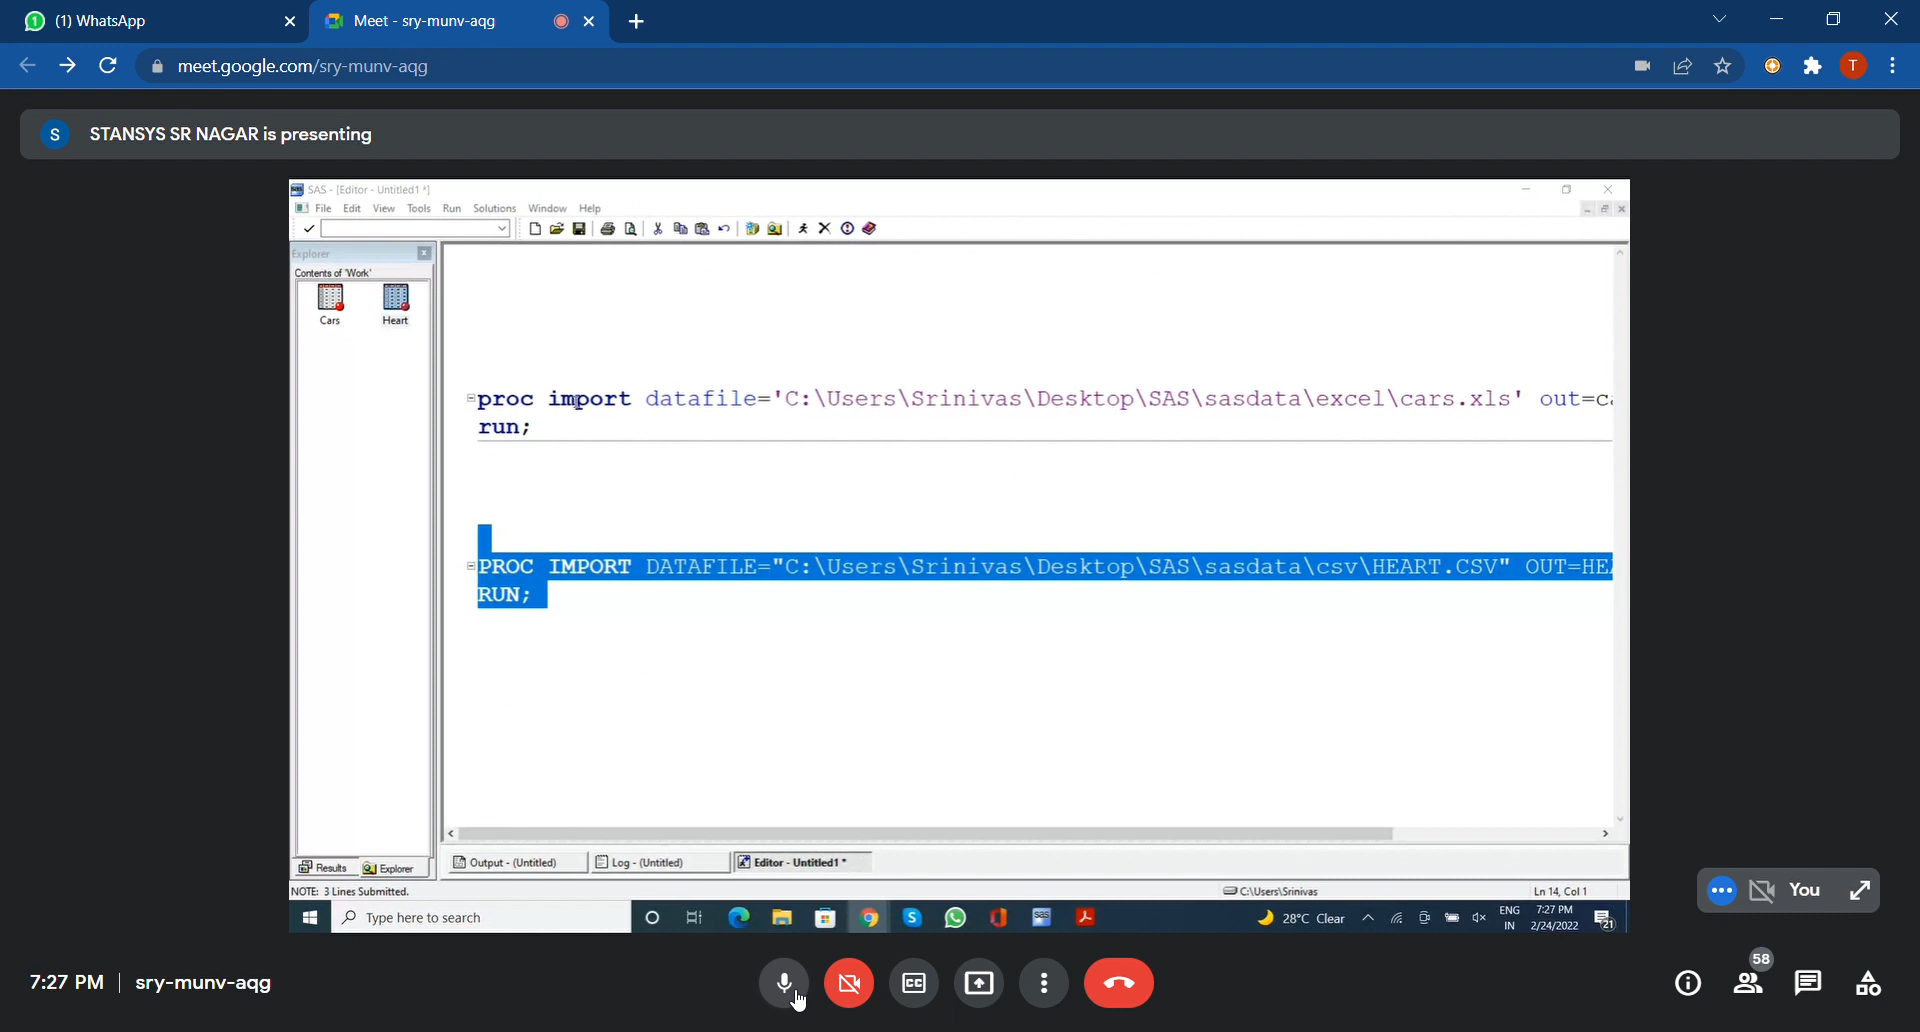 (1) WhatsApp
Meet - sry-munv-aqg
meet.google.com/sry-munv-aqg
T
S STANSYS SR NAGAR is presenting
SAS - [Editor - Untitled1 *]
File Edit View Tools Run Solutions Window Help
Explorer
Contents of 'Work'
Cars Heart
proc import datafile='C:\Users\Srinivas\Desktop\SAS\sasdata\excel\cars.xls' out=ca
run;
PROC IMPORT DATAFILE="C:\Users\Srinivas\Desktop\SAS\sasdata\csv\HEART.CSV" OUT=HEA
RUN;
Results Explorer
Output - (Untitled) Log - (Untitled) Editor - Untitled1 *
NOTE: 3 Lines Submitted.
C:\Users\Srinivas
Ln 14, Col 1
Type here to search
28°C Clear
ENG
IN
7:27 PM
2/24/2022
21
You
7:27 PM | sry-munv-aqg
CC
58